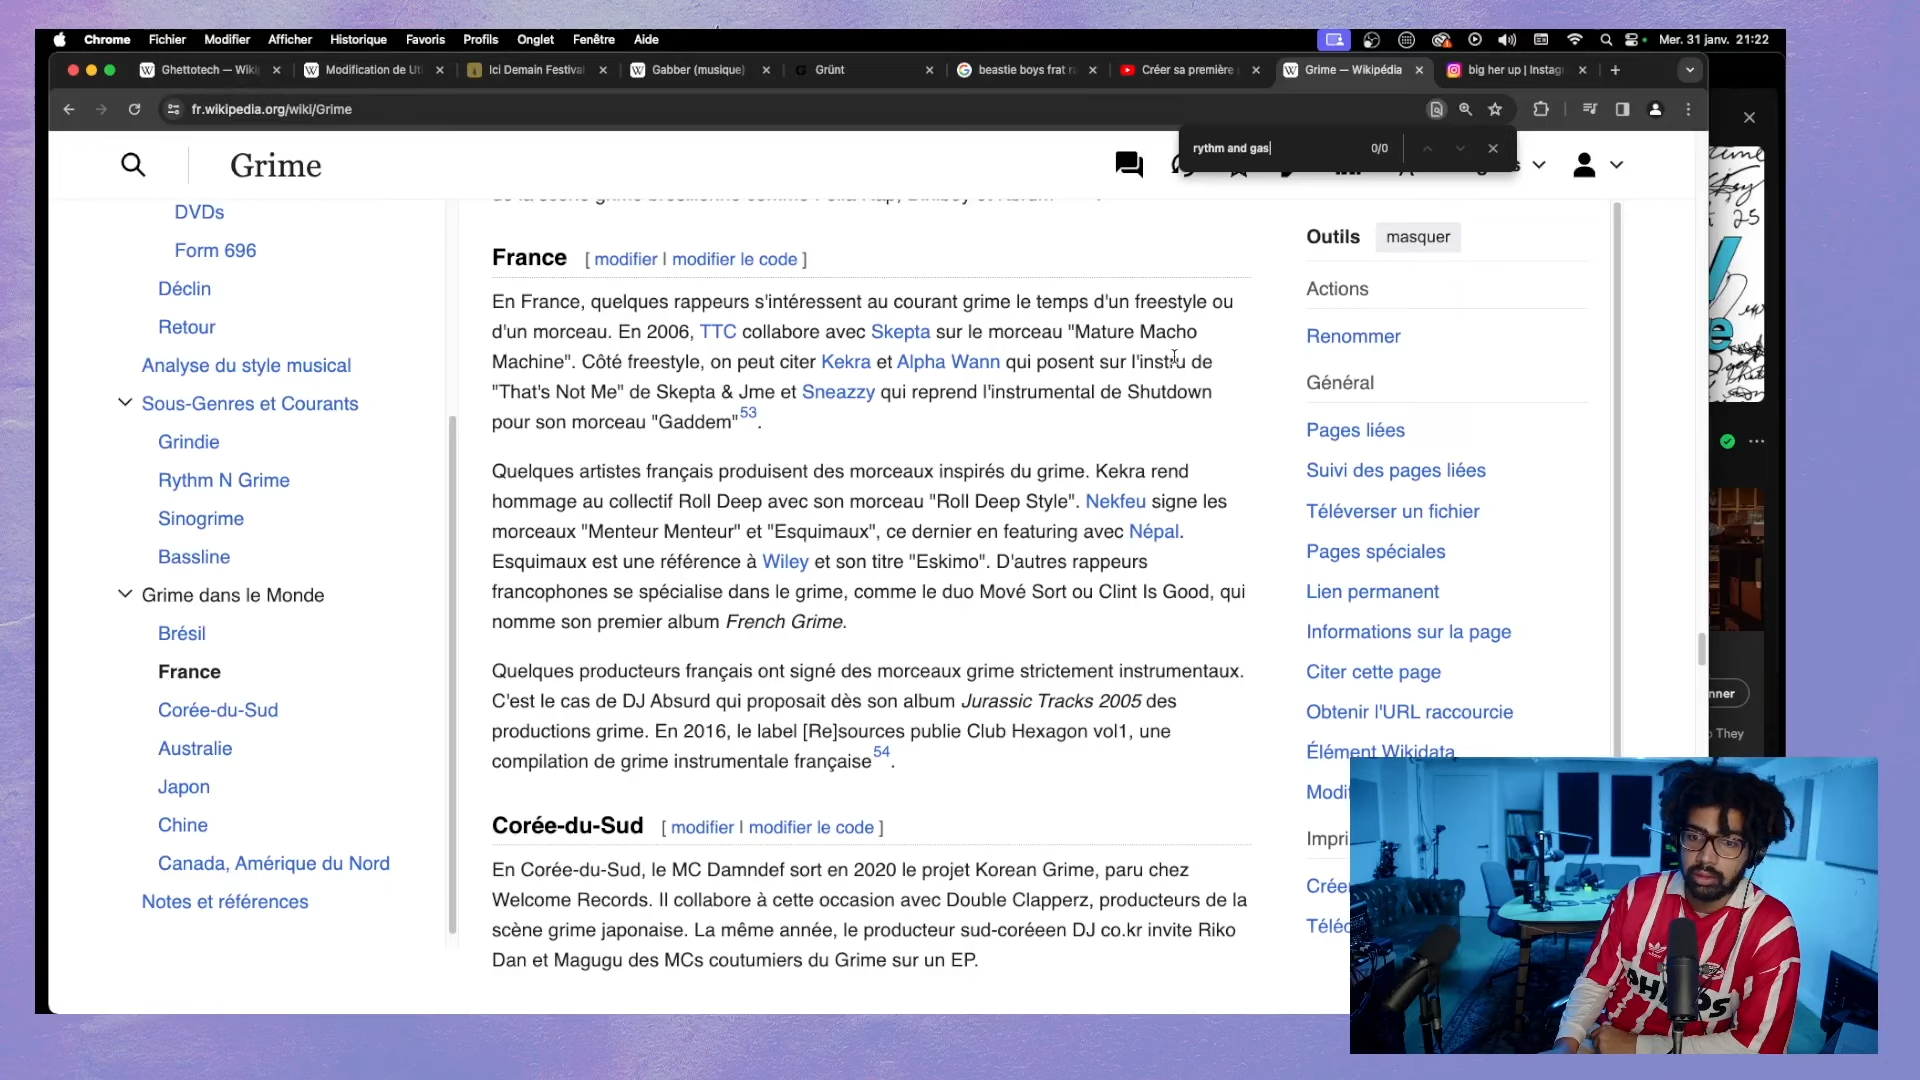 Chrome Fichier Modifier Afficher Historique Favoris Profils Onglet Fenêtre Aide Mer. 31 janv. 21:22
Ghettotech — Wiki Modification de Ut Ici Demain Festival Gabber (musique) Grünt beastie boys frat r Créer sa première Grime — Wikipédia big her up | Instag
fr.wikipedia.org/wiki/Grime
rythm and gas 0/0
Grime
DVDs
Form 696
Déclin
Retour
Analyse du style musical
Sous-Genres et Courants
Grindie
Rythm N Grime
Sinogrime
Bassline
Grime dans le Monde
Brésil
France
Corée-du-Sud
Australie
Japon
Chine
Canada, Amérique du Nord
Notes et références
France [ modifier | modifier le code ]
En France, quelques rappeurs s'intéressent au courant grime le temps d'un freestyle ou
d'un morceau. En 2006, TTC collabore avec Skepta sur le morceau "Mature Macho
Machine". Côté freestyle, on peut citer Kekra et Alpha Wann qui posent sur l'instru de
"That's Not Me" de Skepta & Jme et Sneazzy qui reprend l'instrumental de Shutdown
pour son morceau "Gaddem"53.
Quelques artistes français produisent des morceaux inspirés du grime. Kekra rend
hommage au collectif Roll Deep avec son morceau "Roll Deep Style". Nekfeu signe les
morceaux "Menteur Menteur" et "Esquimaux", ce dernier en featuring avec Népal.
Esquimaux est une référence à Wiley et son titre "Eskimo". D'autres rappeurs
francophones se spécialise dans le grime, comme le duo Mové Sort ou Clint Is Good, qui
nomme son premier album French Grime.
Quelques producteurs français ont signé des morceaux grime strictement instrumentaux.
C'est le cas de DJ Absurd qui proposait dès son album Jurassic Tracks 2005 des
productions grime. En 2016, le label [Re]sources publie Club Hexagon vol1, une
compilation de grime instrumentale française54.
Corée-du-Sud [ modifier | modifier le code ]
En Corée-du-Sud, le MC Damndef sort en 2020 le projet Korean Grime, paru chez
Welcome Records. Il collabore à cette occasion avec Double Clapperz, producteurs de la
scène grime japonaise. La même année, le producteur sud-coréeen DJ co.kr invite Riko
Dan et Magugu des MCs coutumiers du Grime sur un EP.
Outils masquer
Actions
Renommer
Général
Pages liées
Suivi des pages liées
Téléverser un fichier
Pages spéciales
Lien permanent
Informations sur la page
Citer cette page
Obtenir l'URL raccourcie
Élément Wikidata
Modi
Impri
Créer
Téléc
25
nner
They
PHILIPS